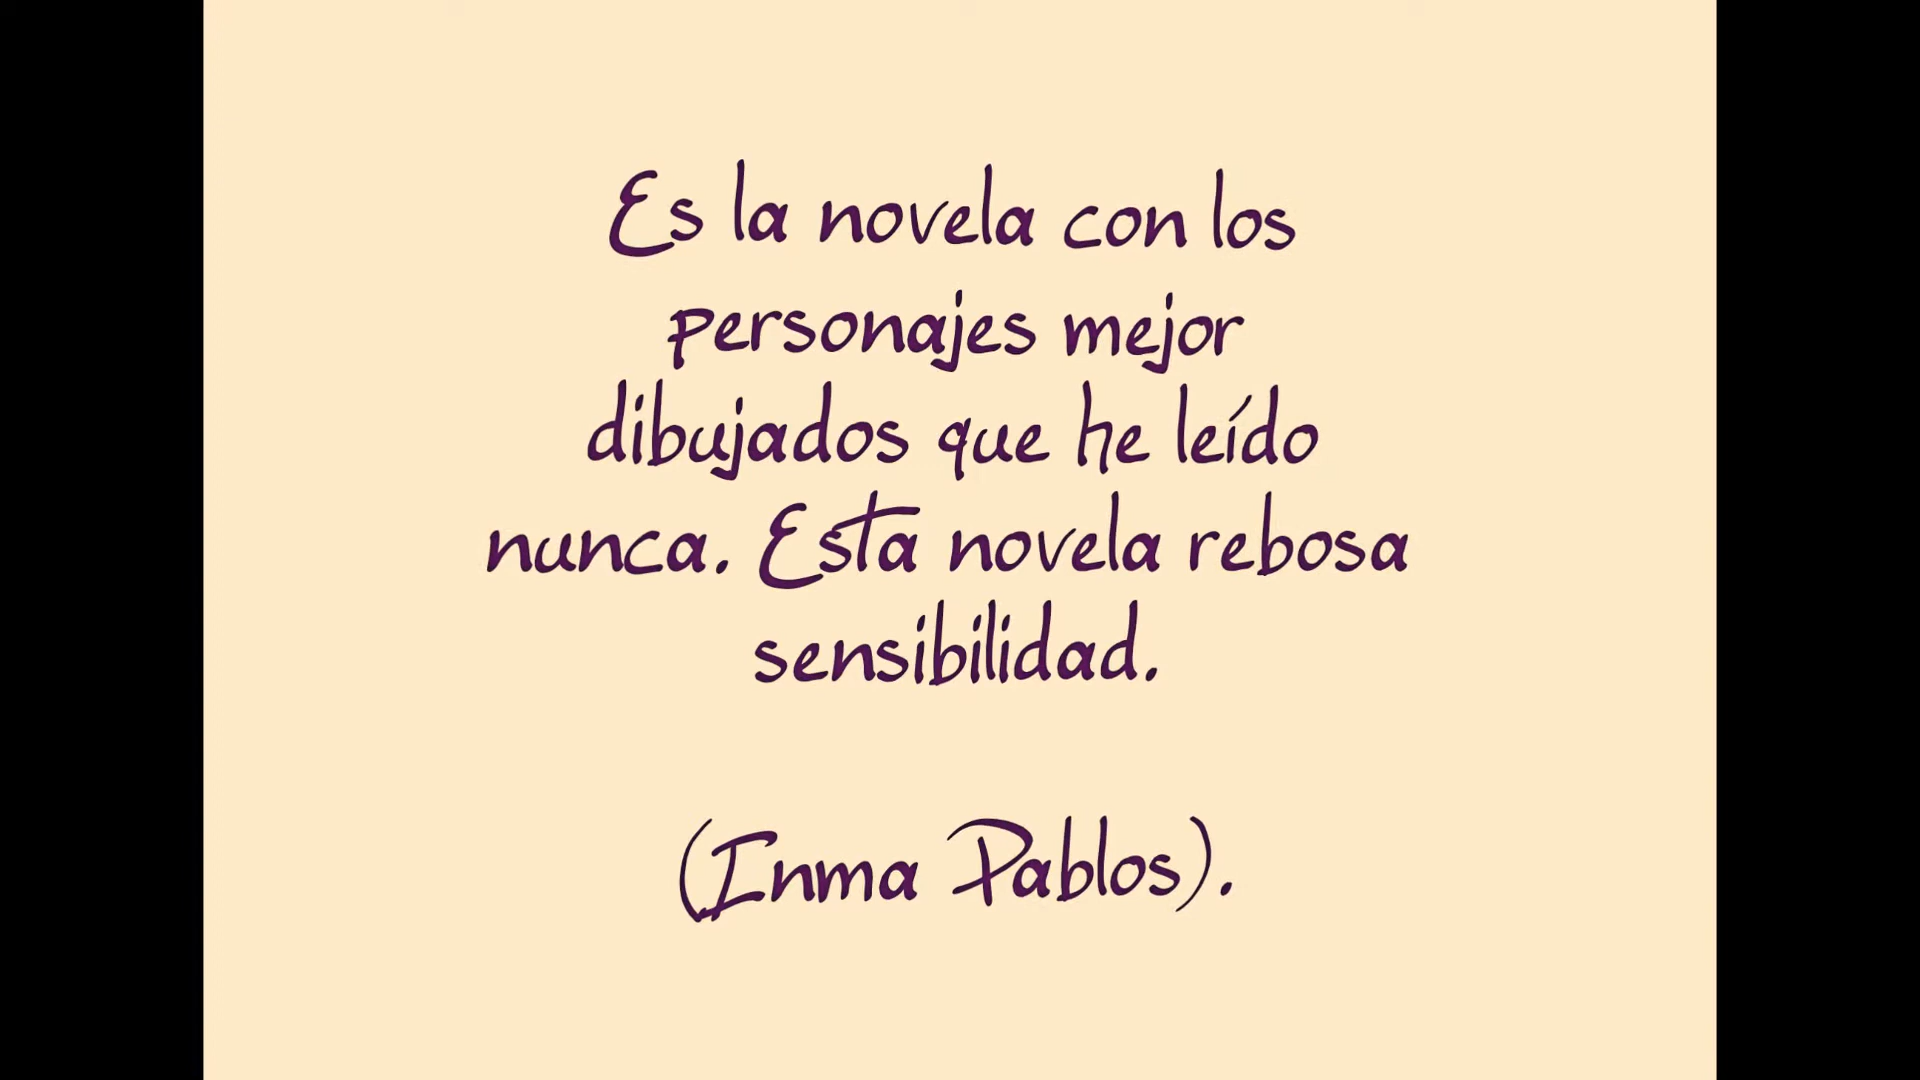 Es la novela con los
personajes mejor
dibujados que he leído
nunca. Esta novela rebosa
sensibilidad.
(Inma Pablos).